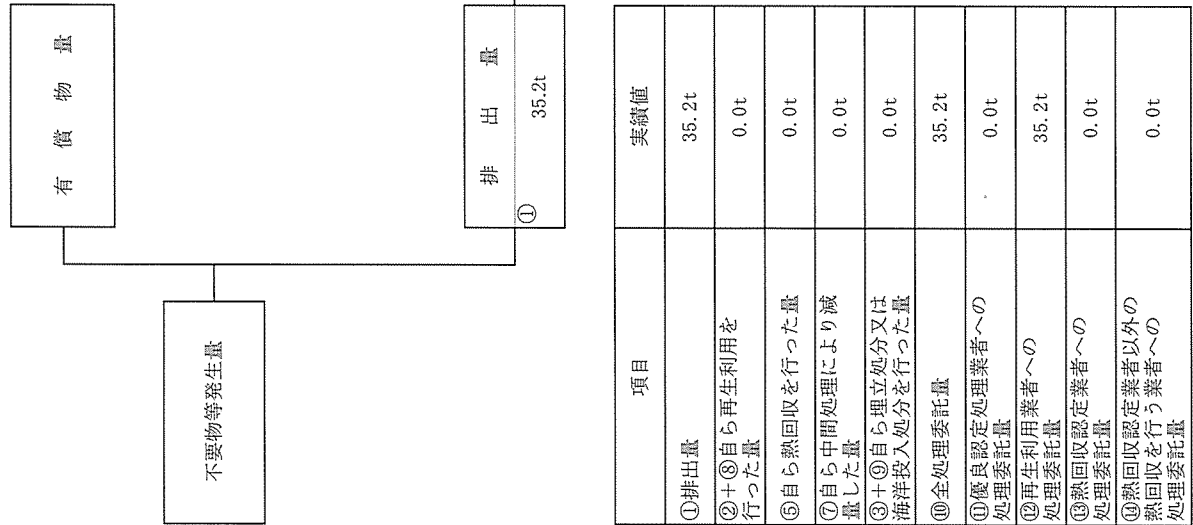 有償物量
不要物等発生量
排出量
①
35.2t
項目
実績値
①排出量
35.2t
②+⑧自ら再生利用を
行った量
0.0t
⑤自ら熱回収を行った量
0.0t
⑦自ら中間処理により減
量した量
0.0t
③+⑨自ら埋立処分又は
海洋投入処分を行った量
0.0t
⑩全処理委託量
35.2t
⑪優良認定処理業者への
処理委託量
0.0t
⑫再生利用業者への
処理委託量
35.2t
⑬熱回収認定業者への
処理委託量
0.0t
⑭熱回収認定業者以外の
熱回収を行う業者への
処理委託量
0.0t